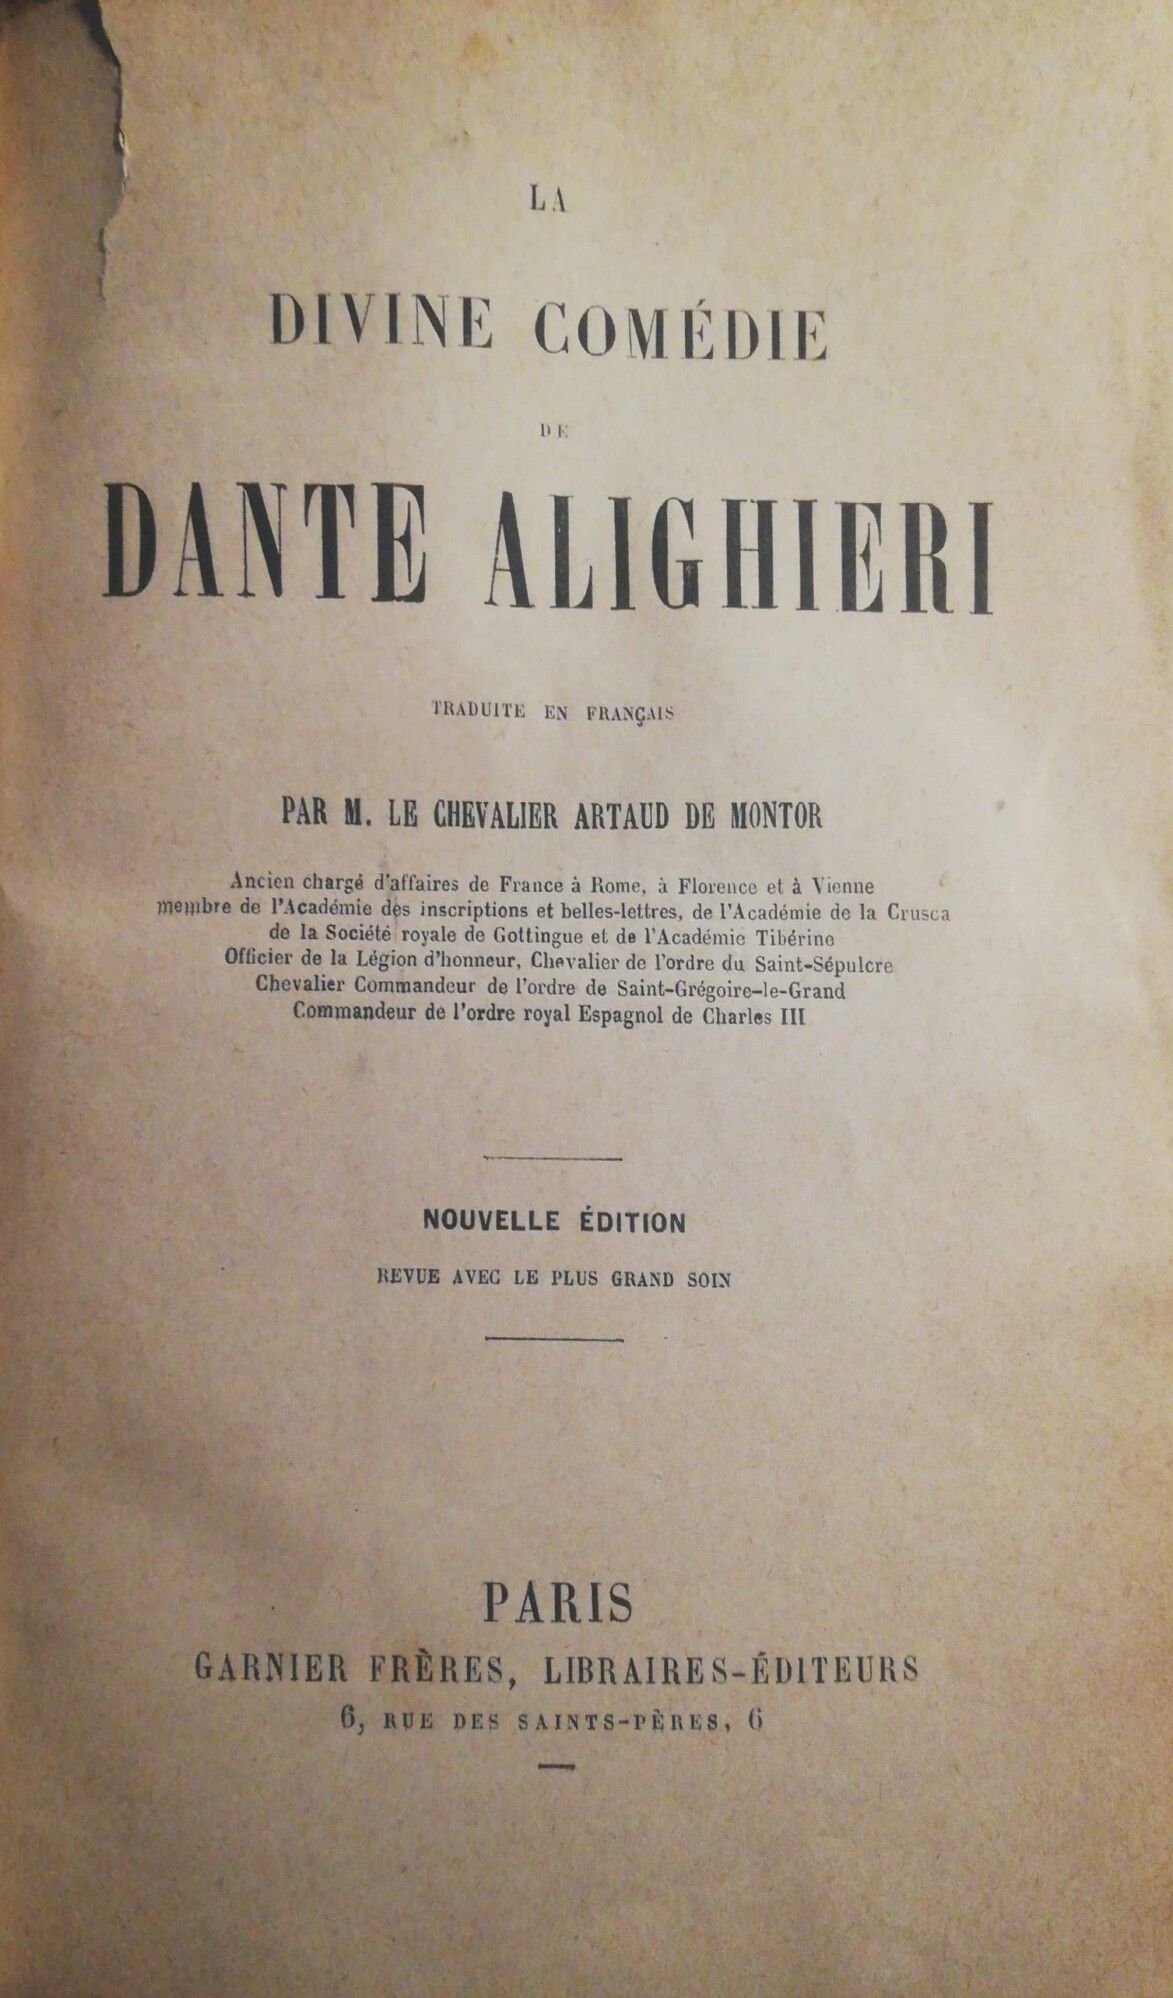 LA
DIVINE COMÉDIE
DE
DANTE ALIGHIERI
TRADUITE EN FRANÇAIS
PAR M. LE CHEVALIER ARTAUD DE MONTOR
Ancien chargé d'affaires de France à Rome, à Florence et à Vienne
membre de l'Académie des inscriptions et belles-lettres, de l'Académie de la Crusca
de la Société royale de Gottingue et de l'Académie Tibérine
Officier de la Légion d'honneur, Chevalier de l'ordre du Saint-Sépulcre
Chevalier Commandeur de l'ordre de Saint-Grégoire-le-Grand
Commandeur de l'ordre royal Espagnol de Charles III
NOUVELLE ÉDITION
REVUE AVEC LE PLUS GRAND SOIN
PARIS
GARNIER FRÈRES, LIBRAIRES-ÉDITEURS
6, RUE DES SAINTS-PÈRES, 6